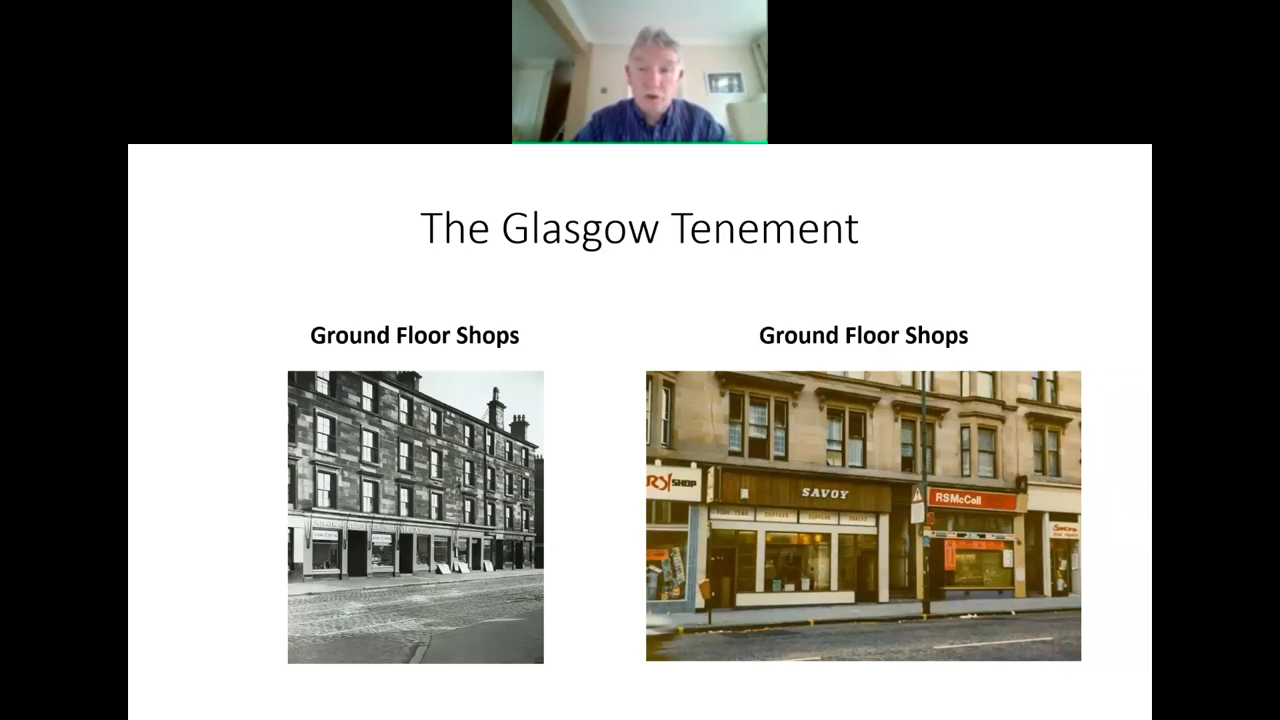 The Glasgow Tenement
Ground Floor Shops
Ground Floor Shops
SHOP
SAVOY
RSMcColl